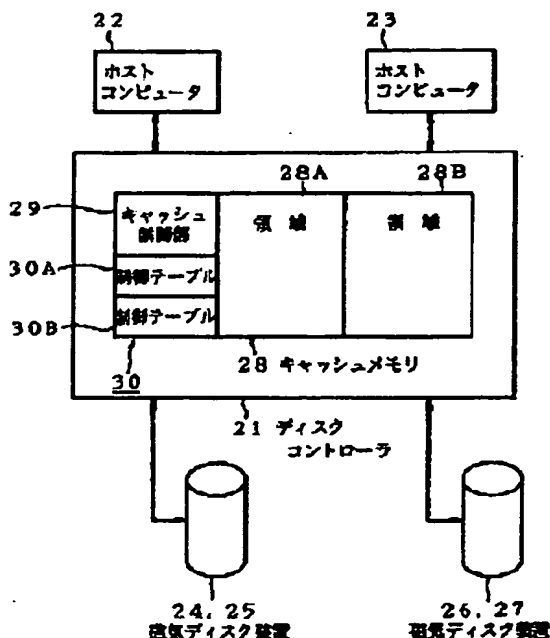 22
23
ホスト
コンピュータ
ホスト
コンピュータ
28A
28B
29
キャッシュ
制御部
領域
領域
30A
制御テーブル
30B
制御テーブル
30
28 キャッシュメモリ
21 ディスク
コントローラ
24, 25
磁気ディスク装置
26, 27
磁気ディスク装置